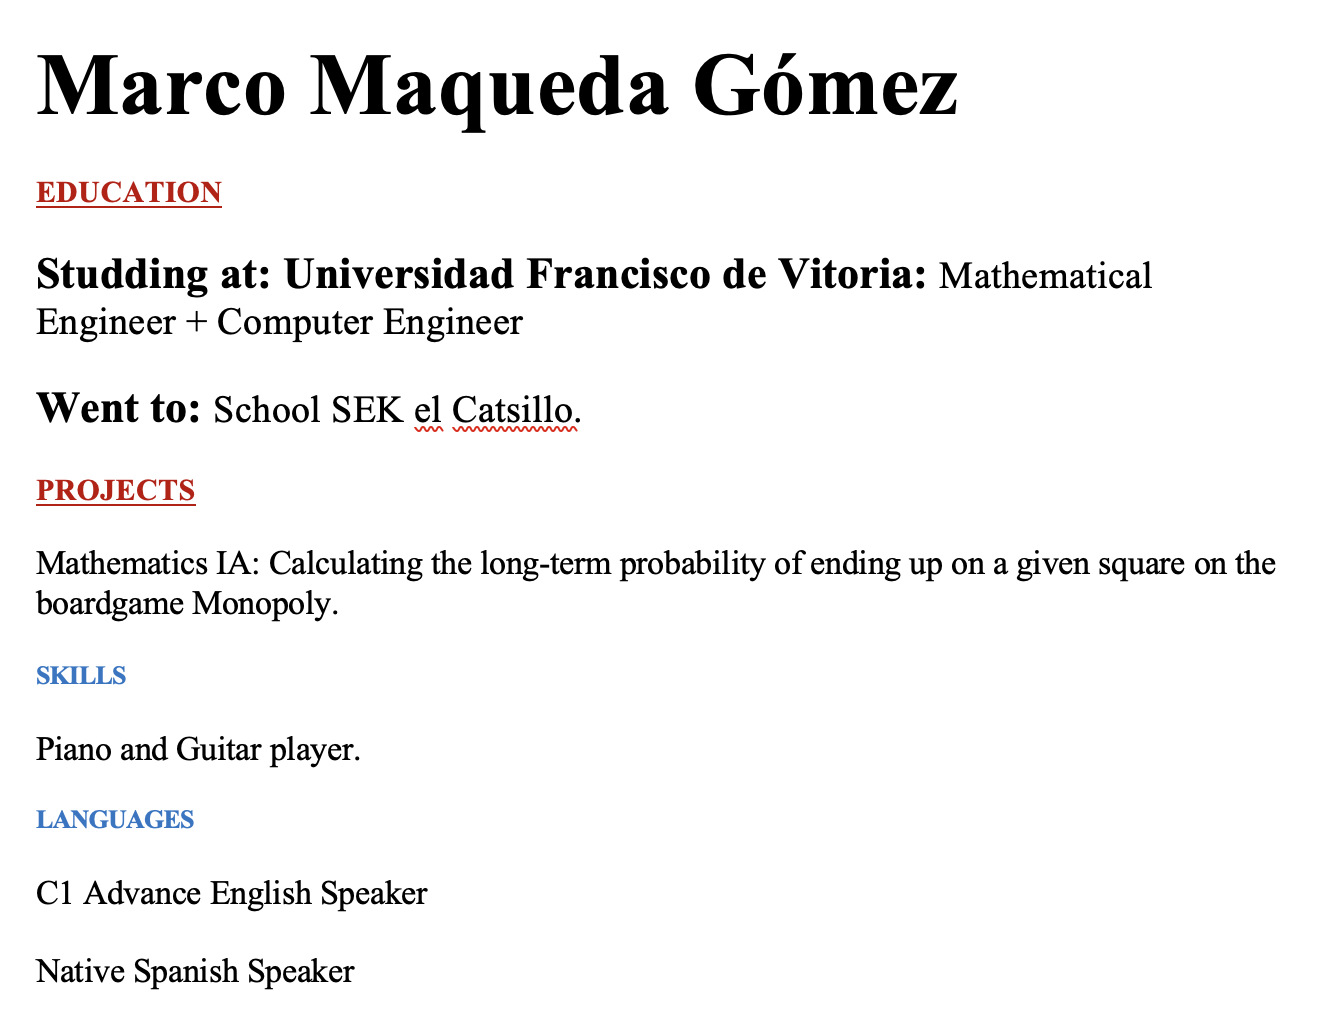 Marco Maqueda Gómez
EDUCATION
Studding at: Universidad Francisco de Vitoria: Mathematical
Engineer + Computer Engineer
Went to: School SEK el Catsillo.
PROJECTS
Mathematics IA: Calculating the long-term probability of ending up on a given square on the
boardgame Monopoly.
SKILLS
Piano and Guitar player.
LANGUAGES
C1 Advance English Speaker
Native Spanish Speaker